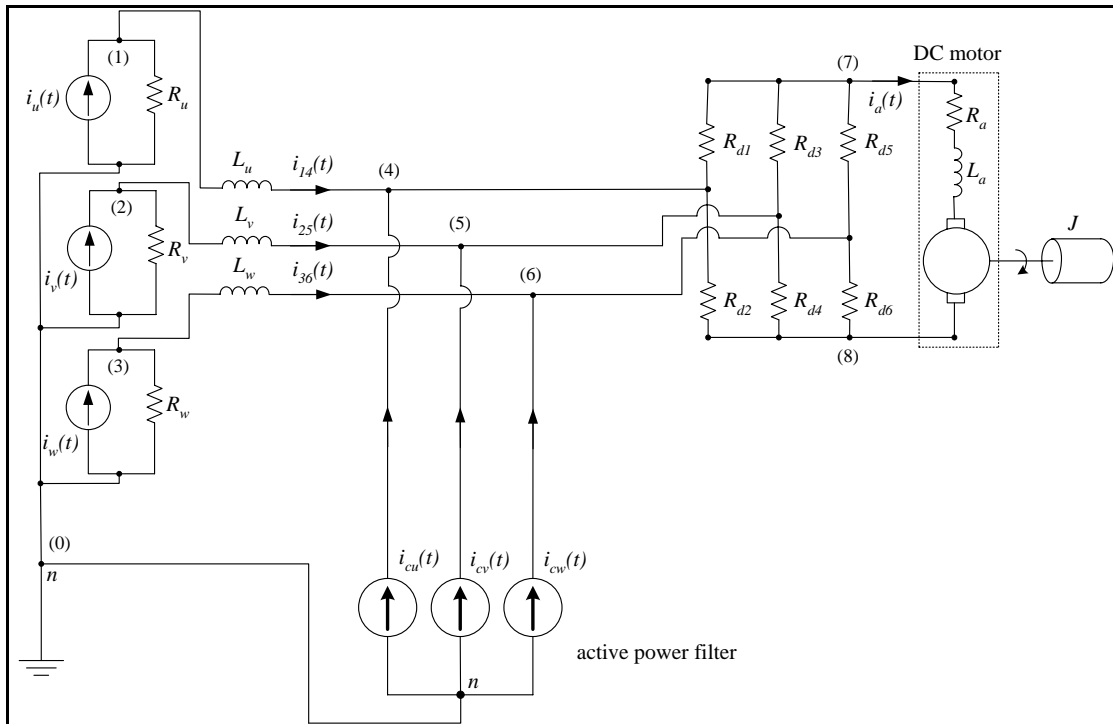 (1)
i_u(t)
R_u
(7)
DC motor
i_a(t)
R_a
R_d1
R_d3
R_d5
L_a
L_u
i_14(t)
(4)
(2)
L_v
i_25(t)
(5)
J
R_v
i_v(t)
L_w
i_36(t)
(6)
R_d2
R_d4
R_d6
(3)
(8)
R_w
i_w(t)
(0)
n
i_cu(t)
i_cv(t)
i_cw(t)
active power filter
n